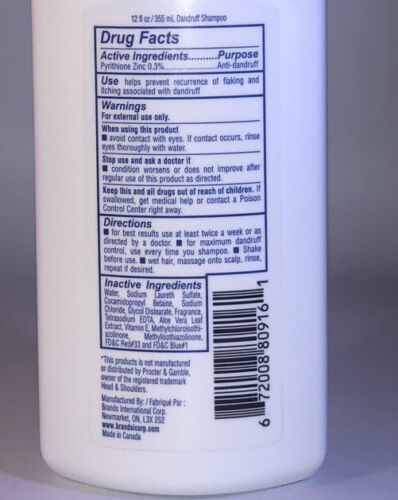 12 fl oz / 355 mL Dandruff Shampoo
Drug Facts
Active Ingredients..........Purpose
Pyrithione Zinc 0.3%......................Anti-dandruff
Use helps prevent recurrence of flaking and
itching associated with dandruff
Warnings
For external use only.
When using this product
■ avoid contact with eyes. If contact occurs, rinse
eyes thoroughly with water.
Stop use and ask a doctor if
■ condition worsens or does not improve after
regular use of this product as directed.
Keep this and all drugs out of reach of children. If
swallowed, get medical help or contact a Poison
Control Center right away.
Directions
■ for best results use at least twice a week or as
directed by a doctor. ■ for maximum dandruff
control, use every time you shampoo. ■ Shake
before use. ■ wet hair, massage onto scalp, rinse,
repeat if desired.
Inactive Ingredients
Water, Sodium Laureth Sulfate,
Cocamidopropyl Betaine, Sodium
Chloride, Glycol Distearate, Fragrance,
Tetrasodium EDTA, Aloe Vera Leaf
Extract, Vitamin E, Methylchloroisothi-
azolinone, Methylisothiazolinone,
FD&C Red#33 and FD&C Blue#1
*This products is not manufactured
or distributed by Procter & Gamble,
owner of the registered trademark
Head & Shoulders.
Manufactured By: / Fabriqué Par :
Brands International Corp.
Newmarket, ON, L3X 2S2
www.brandsicorp.com
Made in Canada
6 72008 80916 1